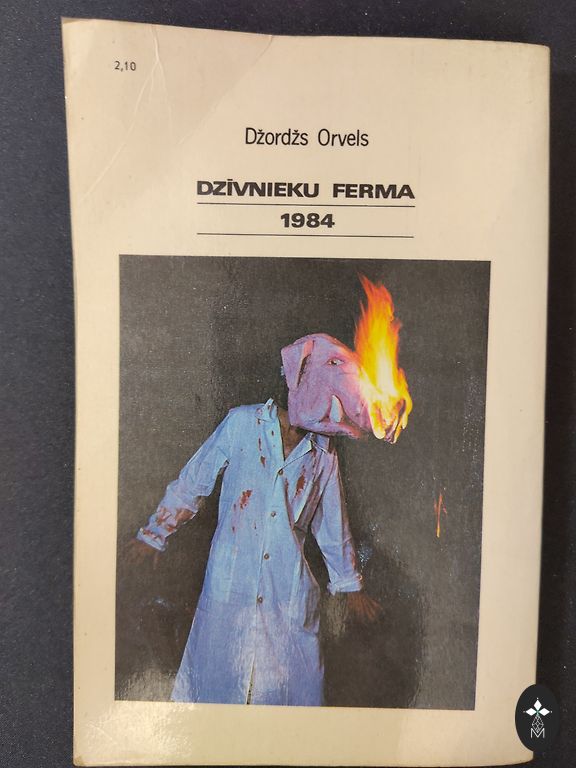 2,10
Džordžs Orvels
DZĪVNIEKU FERMA
1984